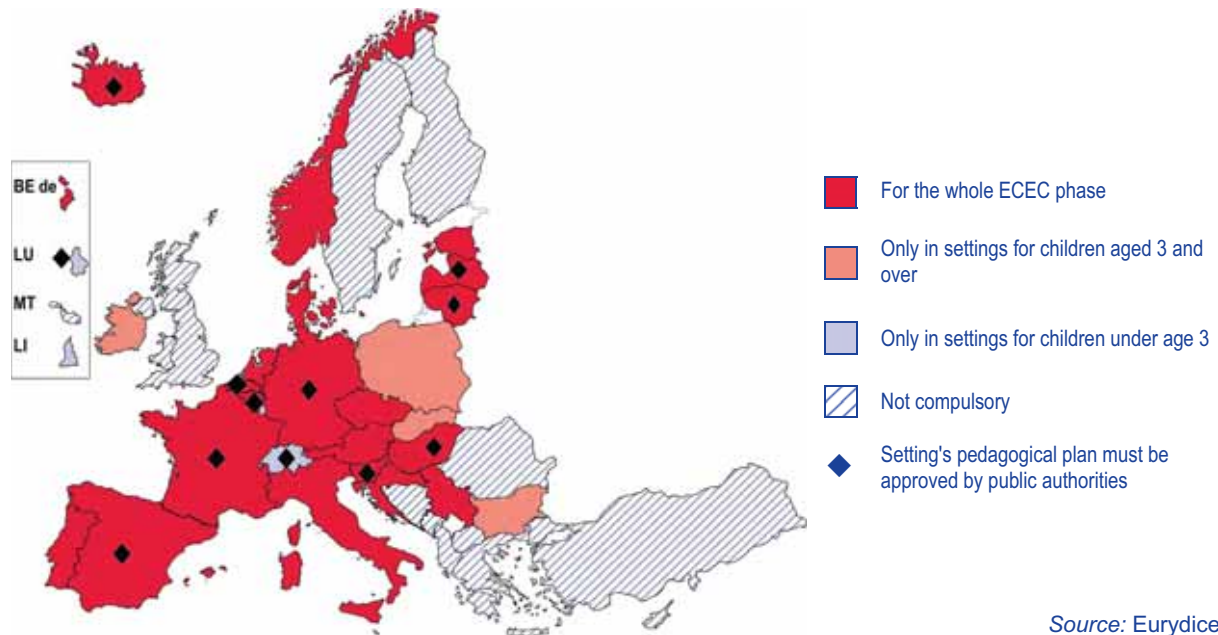 BE de
LU
MT
LI
For the whole ECEC phase
Only in settings for children aged 3 and
over
Only in settings for children under age 3
Not compulsory
Setting's pedagogical plan must be
approved by public authorities
Source: Eurydice